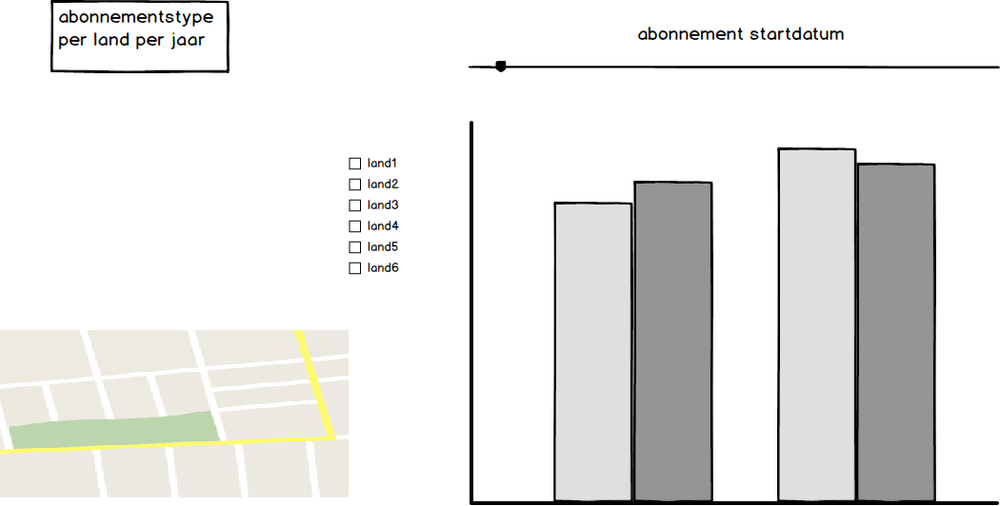 abonnementstype
per land per jaar
abonnement startdatum
land1
land2
land3
land4
land5
land6